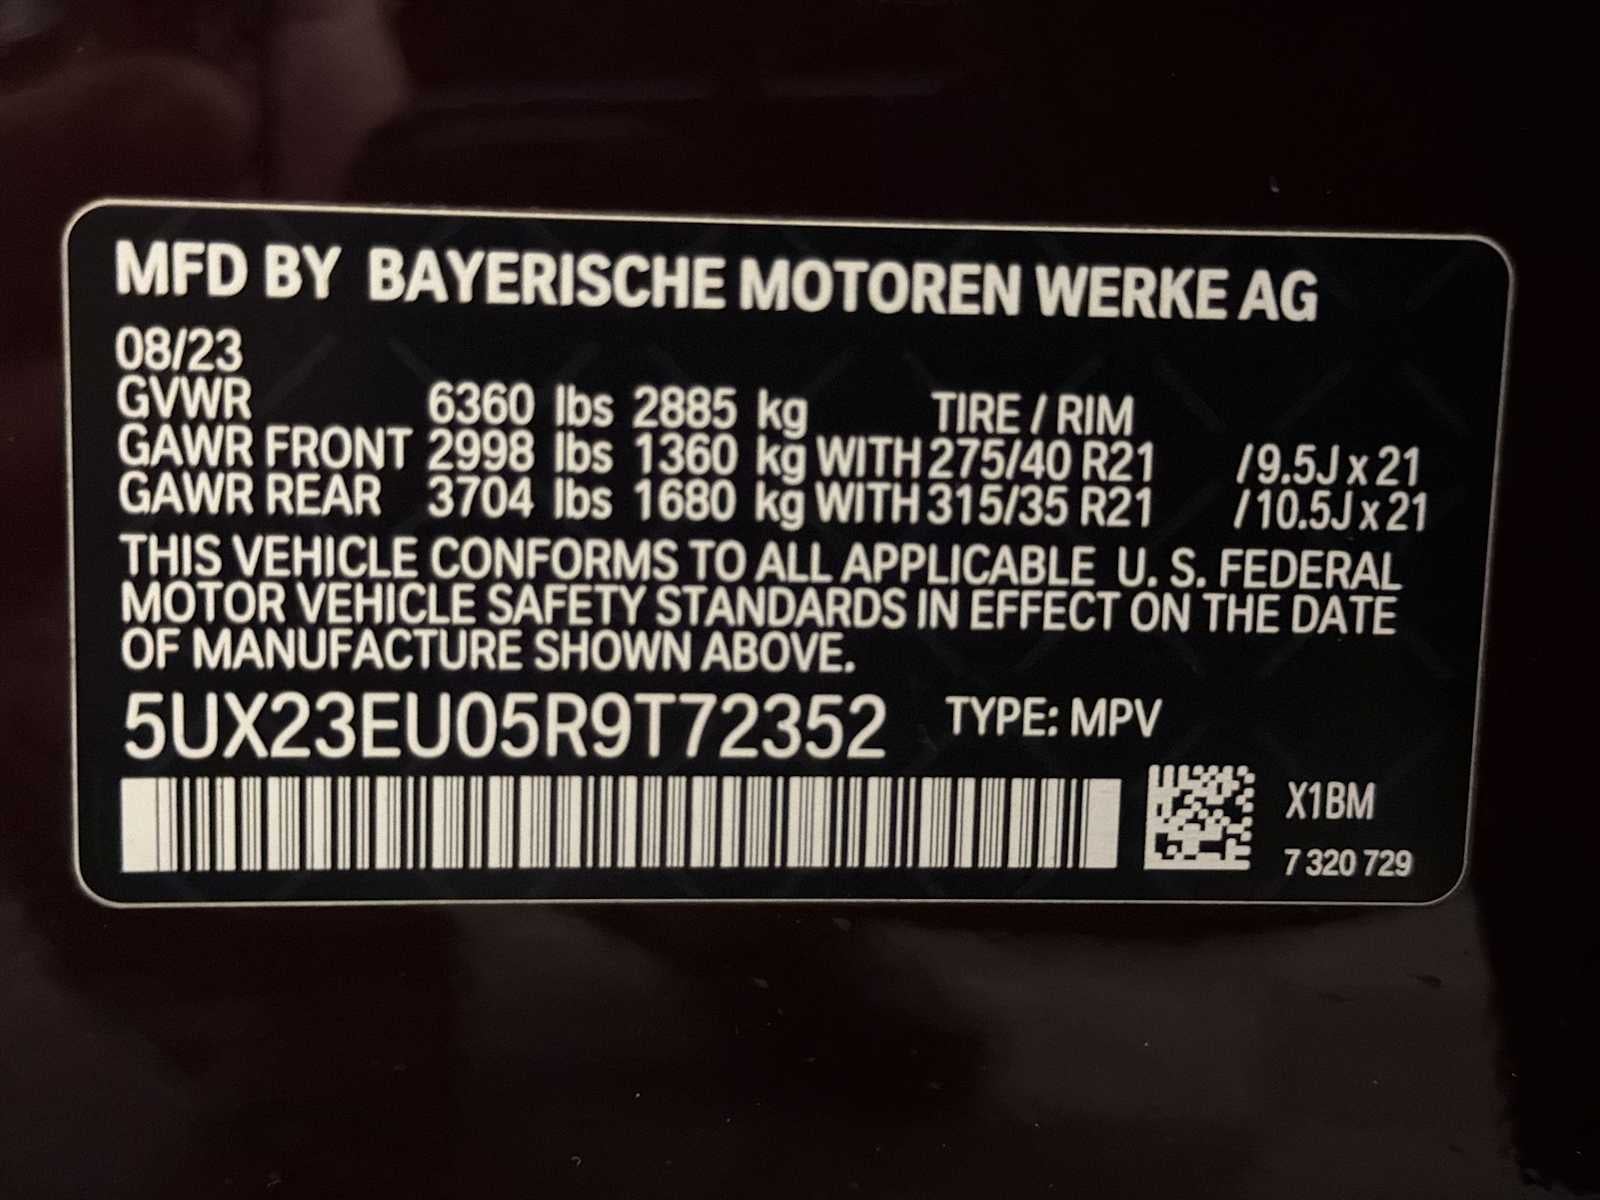 MFD BY BAYERISCHE MOTOREN WERKE AG
08/23
GVWR 6360 lbs 2885 kg TIRE / RIM
GAWR FRONT 2998 lbs 1360 kg WITH 275/40 R21 /9.5J x 21
GAWR REAR 3704 lbs 1680 kg WITH 315/35 R21 /10.5J x 21
THIS VEHICLE CONFORMS TO ALL APPLICABLE U. S. FEDERAL
MOTOR VEHICLE SAFETY STANDARDS IN EFFECT ON THE DATE
OF MANUFACTURE SHOWN ABOVE.
5UX23EU05R9T72352 TYPE: MPV
X1BM
7 320 729